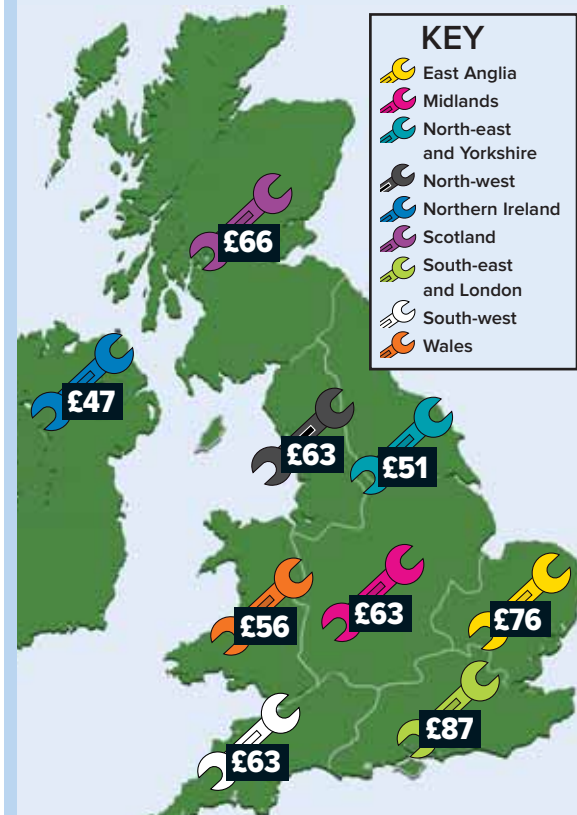 KEY
East Anglia
Midlands
North-east
and Yorkshire
North-west
Northern Ireland
Scotland
South-east
and London
South-west
Wales
£66
£47
£63
£51
£56
£63
£76
£87
£63